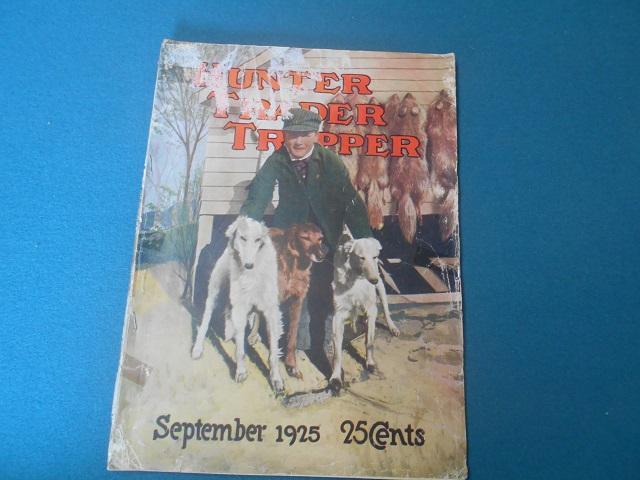 HUNTER
TRADER
TRAPPER
September 1925 25Cents